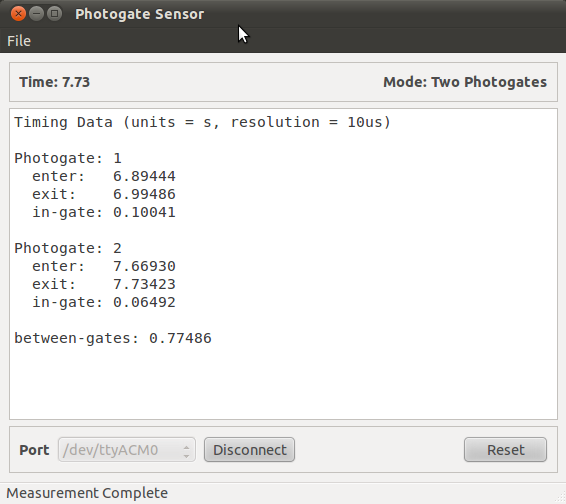 Photogate Sensor
File
Time: 7.73 Mode: Two Photogates
Timing Data (units = s, resolution = 10us)
Photogate: 1
enter: 6.89444
exit: 6.99486
in-gate: 0.10041
Photogate: 2
enter: 7.66930
exit: 7.73423
in-gate: 0.06492
between-gates: 0.77486
Port /dev/ttyACM0 Disconnect Reset
Measurement Complete